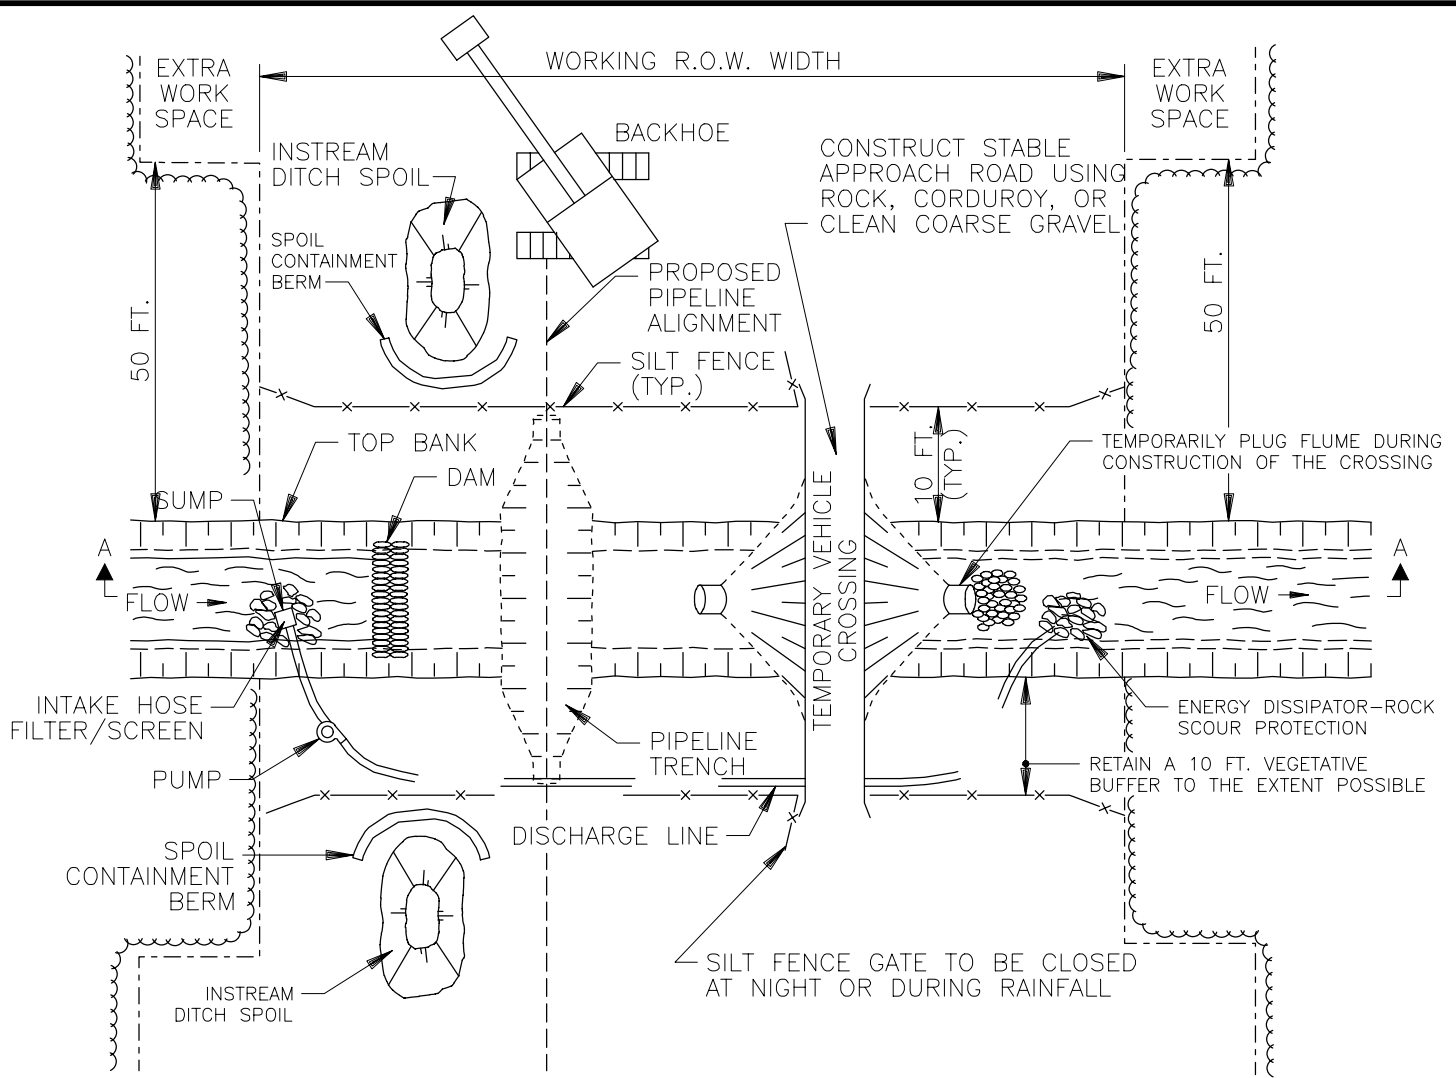 WORKING R.O.W. WIDTH
EXTRA
WORK
SPACE
EXTRA
WORK
SPACE
BACKHOE
INSTREAM
DITCH SPOIL
CONSTRUCT STABLE
APPROACH ROAD USING
ROCK, CORDUROY, OR
CLEAN COARSE GRAVEL
SPOIL
CONTAINMENT
BERM
PROPOSED
PIPELINE
ALIGNMENT
50 FT.
50 FT.
SILT FENCE
(TYP.)
TOP BANK
10 FT.
(TYP.)
TEMPORARILY PLUG FLUME DURING
CONSTRUCTION OF THE CROSSING
DAM
SUMP
TEMPORARY VEHICLE
CROSSING
A
A
FLOW
FLOW
INTAKE HOSE
FILTER/SCREEN
ENERGY DISSIPATOR-ROCK
SCOUR PROTECTION
PIPELINE
TRENCH
PUMP
RETAIN A 10 FT. VEGETATIVE
BUFFER TO THE EXTENT POSSIBLE
DISCHARGE LINE
SPOIL
CONTAINMENT
BERM
SILT FENCE GATE TO BE CLOSED
AT NIGHT OR DURING RAINFALL
INSTREAM
DITCH SPOIL